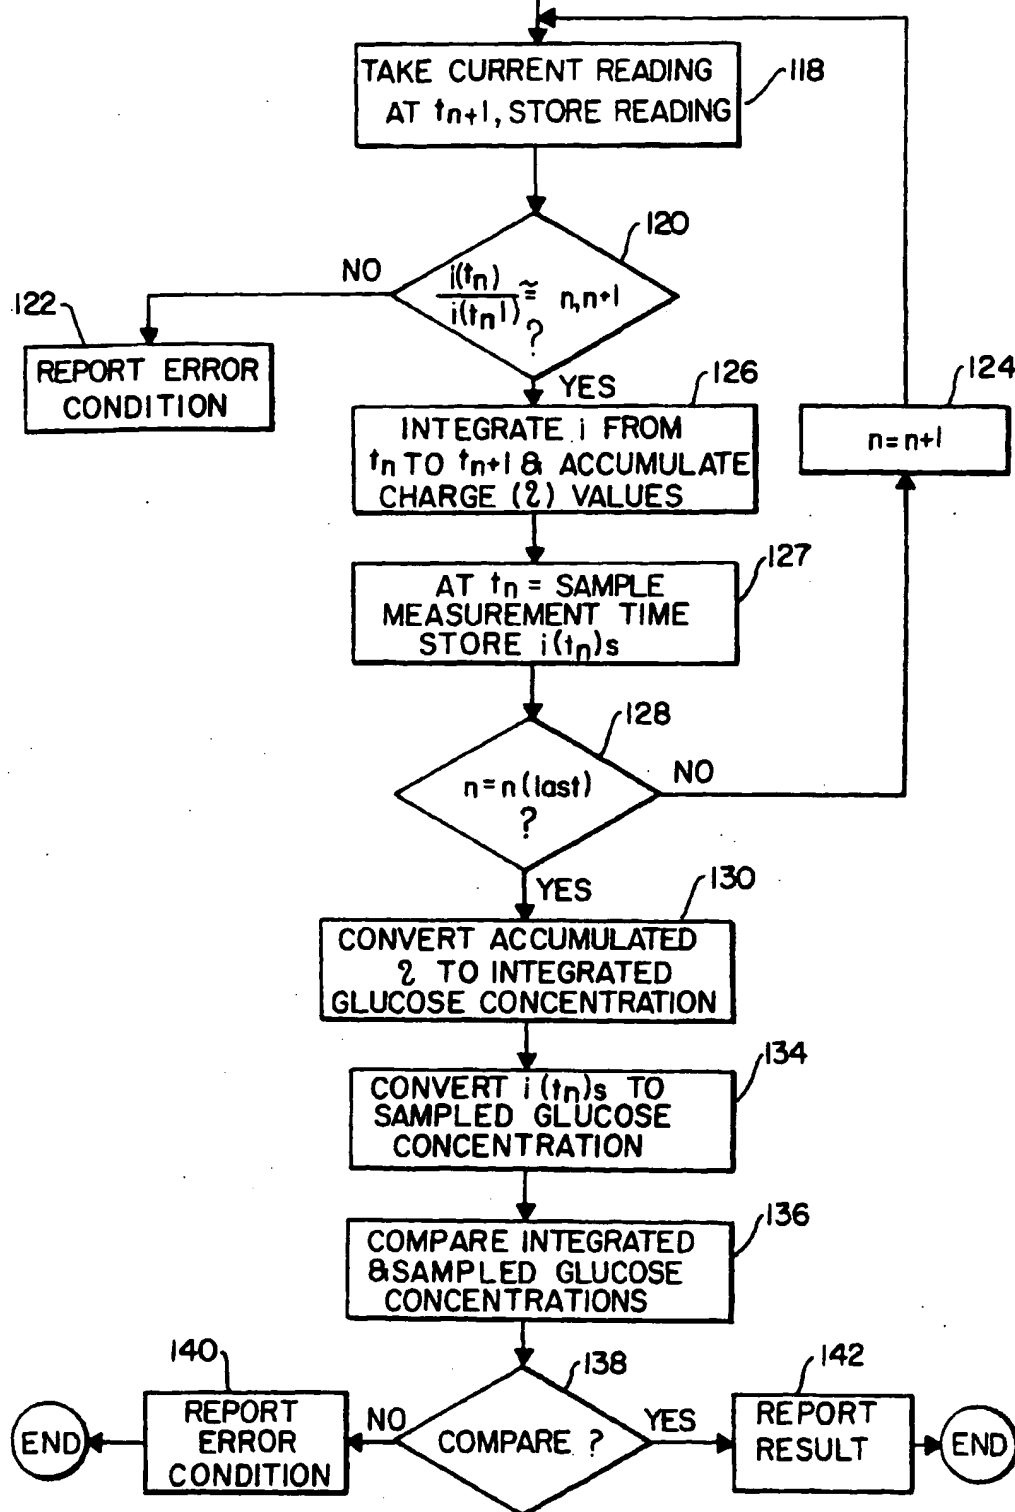 TAKE CURRENT READING
AT tn+1, STORE READING
118
120
i(tn)
i(tn1)
≅ n, n+1
?
NO
122
REPORT ERROR
CONDITION
YES
126
INTEGRATE i FROM
tn TO tn+1 & ACCUMULATE
CHARGE (q) VALUES
124
n=n+1
127
AT tn = SAMPLE
MEASUREMENT TIME
STORE i(tn)s
128
n=n(last)
?
NO
YES
130
CONVERT ACCUMULATED
q TO INTEGRATED
GLUCOSE CONCENTRATION
134
CONVERT i(tn)s TO
SAMPLED GLUCOSE
CONCENTRATION
136
COMPARE INTEGRATED
&SAMPLED GLUCOSE
CONCENTRATIONS
138
COMPARE ?
NO
140
REPORT
ERROR
CONDITION
END
YES
142
REPORT
RESULT
END